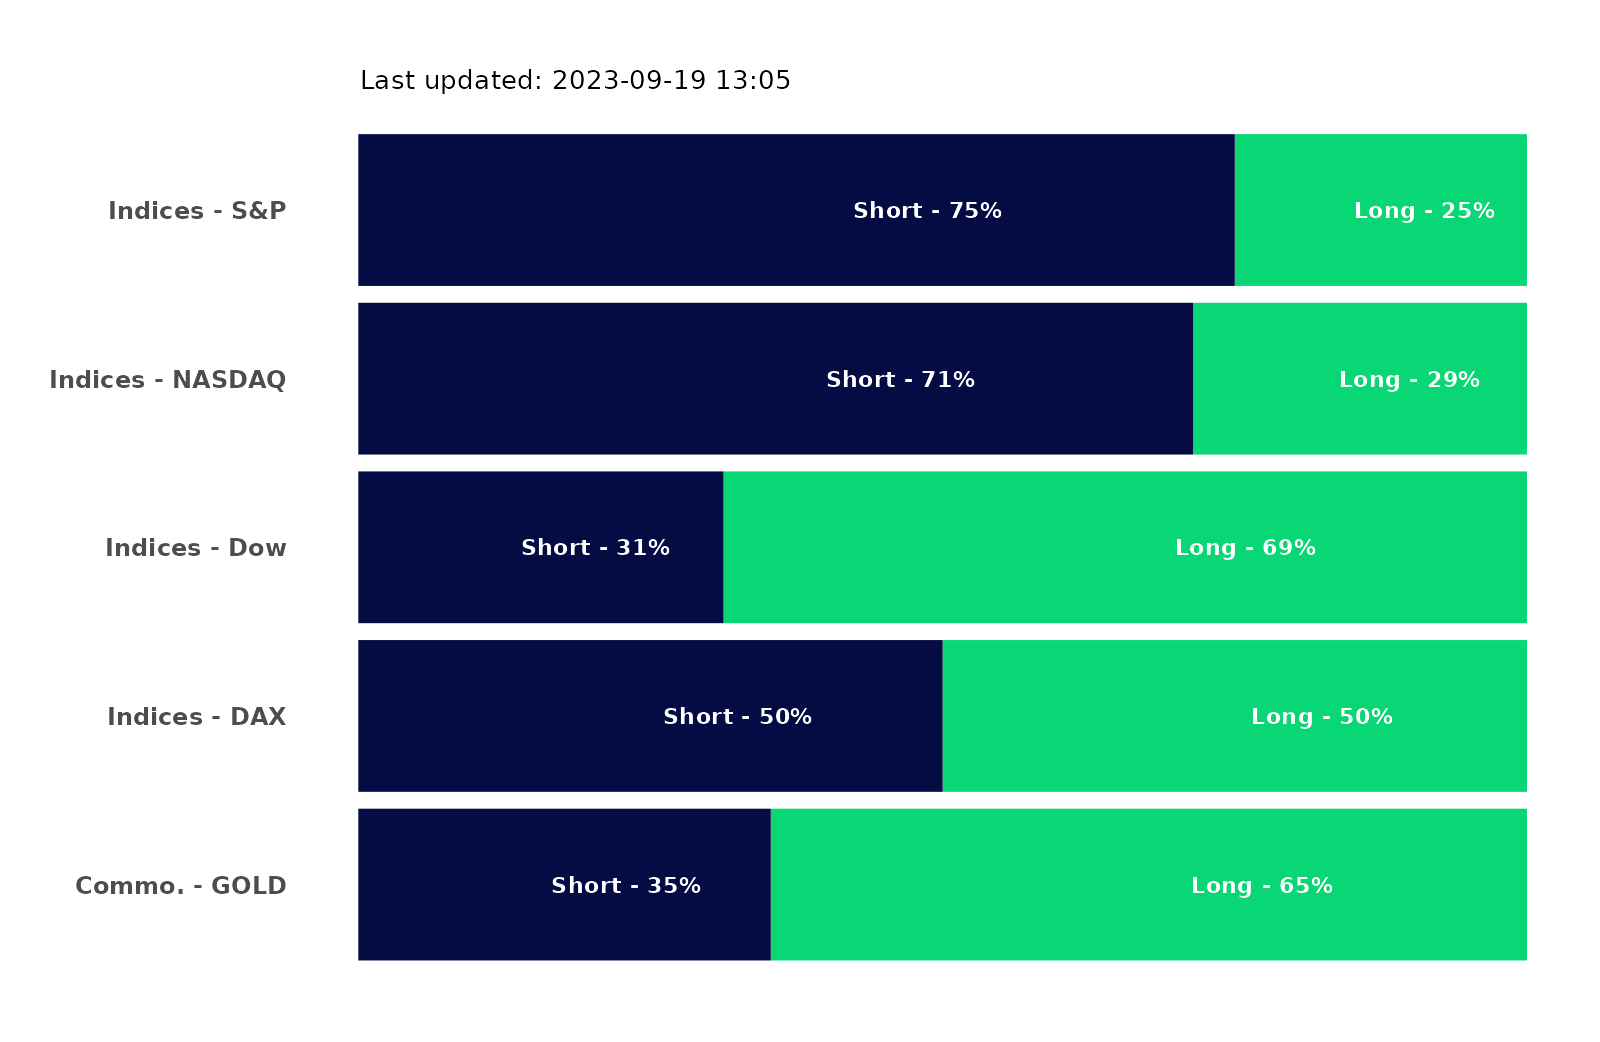 Last updated: 2023-09-19 13:05
Indices - S&P Short - 75% Long - 25%
Indices - NASDAQ Short - 71% Long - 29%
Indices - Dow Short - 31% Long - 69%
Indices - DAX Short - 50% Long - 50%
Commo. - GOLD Short - 35% Long - 65%